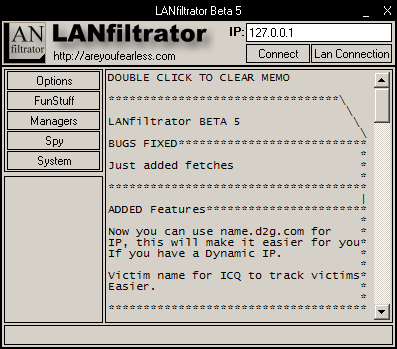 LANfiltrator Beta 5
_ X
AN
filtrator
LANfiltrator
http://areyoufearless.com
IP: 127.0.0.1
Connect
Lan Connection
Options
FunStuff
Managers
Spy
System
DOUBLE CLICK TO CLEAR MEMO
*******************************\
\
LANfiltrator BETA 5 \
\
BUGS FIXED*************************
*
Just added fetches *
*
***********************************
|
ADDED Features*********************
*
Now you can use name.d2g.com for *
IP, this will make it easier for you*
If you have a Dynamic IP. *
*
Victim name for ICQ to track victims*
Easier. *
*
***********************************